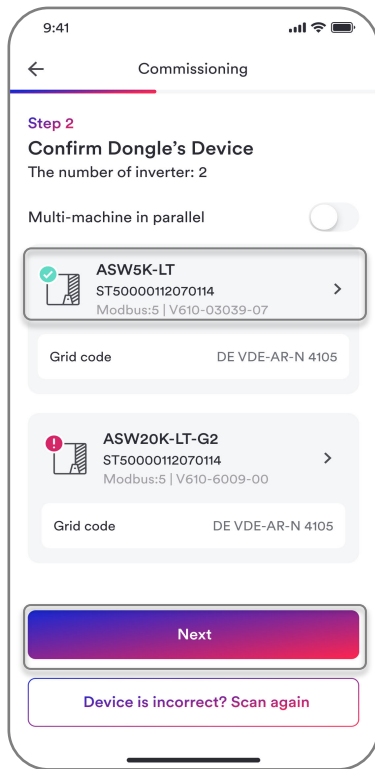 9:41
Commissioning
Step 2
Confirm Dongle's Device
The number of inverter: 2
Multi-machine in parallel
ASW5K-LT
ST50000112070114
Modbus:5 | V610-03039-07
Grid code DE VDE-AR-N 4105
ASW20K-LT-G2
ST50000112070114
Modbus:5 | V610-6009-00
Grid code DE VDE-AR-N 4105
Next
Device is incorrect? Scan again